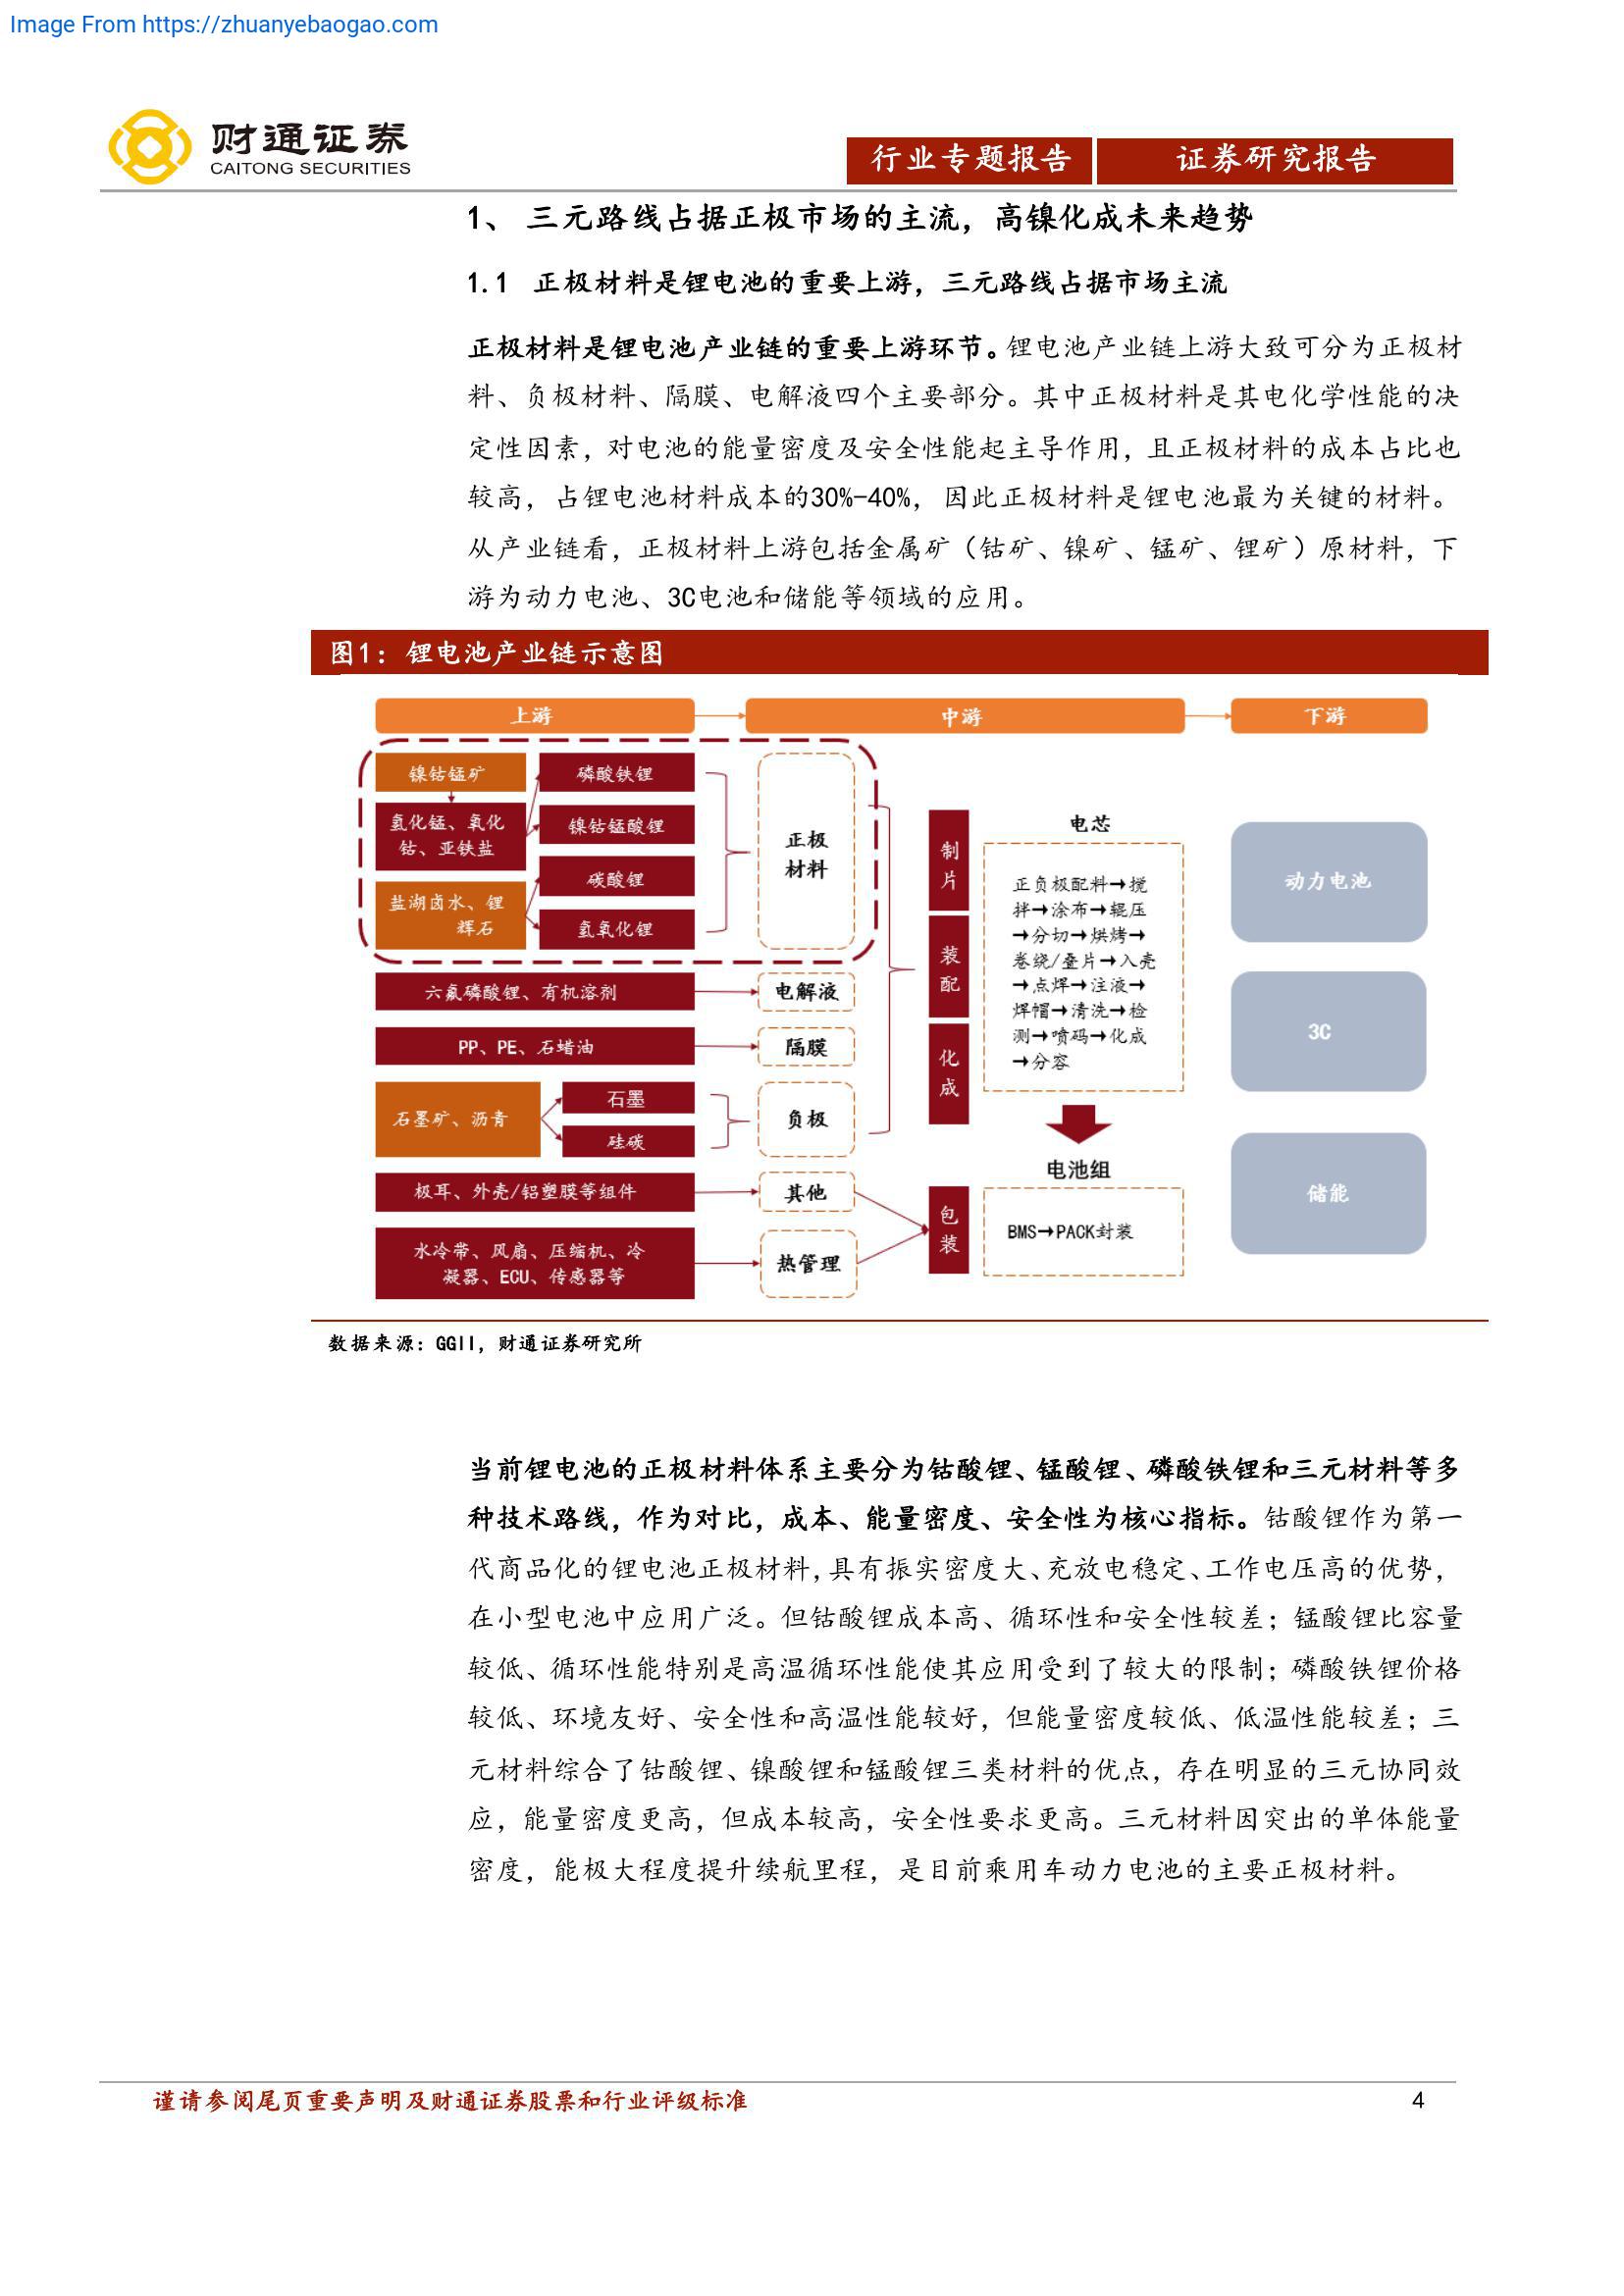 Image From https://zhuanyebaogao.com
财通证券
CAITONG SECURITIES
行业专题报告
证券研究报告
1、 三元路线占据正极市场的主流，高镍化成未来趋势
1.1 正极材料是锂电池的重要上游，三元路线占据市场主流
正极材料是锂电池产业链的重要上游环节。锂电池产业链上游大致可分为正极材
料、负极材料、隔膜、电解液四个主要部分。其中正极材料是其电化学性能的决
定性因素，对电池的能量密度及安全性能起主导作用，且正极材料的成本占比也
较高，占锂电池材料成本的30%-40%，因此正极材料是锂电池最为关键的材料。
从产业链看，正极材料上游包括金属矿（钴矿、镍矿、锰矿、锂矿）原材料，下
游为动力电池、3C电池和储能等领域的应用。
图1：锂电池产业链示意图
上游
中游
下游
镍钴锰矿
氢化锰、氧化
钴、亚铁盐
盐湖卤水、锂
辉石
磷酸铁锂
镍钴锰酸锂
碳酸锂
氢氧化锂
正极
材料
六氟磷酸锂、有机溶剂
电解液
PP、PE、石蜡油
隔膜
石墨矿、沥青
石墨
硅碳
负极
极耳、外壳/铝塑膜等组件
其他
水冷带、风扇、压缩机、冷
凝器、ECU、传感器等
热管理
制
片
装
配
化
成
包
装
电芯
正负极配料→搅
拌→涂布→辊压
→分切→烘烤→
卷绕/叠片→入壳
→点焊→注液→
焊帽→清洗→检
测→喷码→化成
→分容
电池组
BMS→PACK封装
动力电池
3C
储能
数据来源：GGII，财通证券研究所
当前锂电池的正极材料体系主要分为钴酸锂、锰酸锂、磷酸铁锂和三元材料等多
种技术路线，作为对比，成本、能量密度、安全性为核心指标。钴酸锂作为第一
代商品化的锂电池正极材料，具有振实密度大、充放电稳定、工作电压高的优势，
在小型电池中应用广泛。但钴酸锂成本高、循环性和安全性较差；锰酸锂比容量
较低、循环性能特别是高温循环性能使其应用受到了较大的限制；磷酸铁锂价格
较低、环境友好、安全性和高温性能较好，但能量密度较低、低温性能较差；三
元材料综合了钴酸锂、镍酸锂和锰酸锂三类材料的优点，存在明显的三元协同效
应，能量密度更高，但成本较高，安全性要求更高。三元材料因突出的单体能量
密度，能极大程度提升续航里程，是目前乘用车动力电池的主要正极材料。
谨请参阅尾页重要声明及财通证券股票和行业评级标准
4